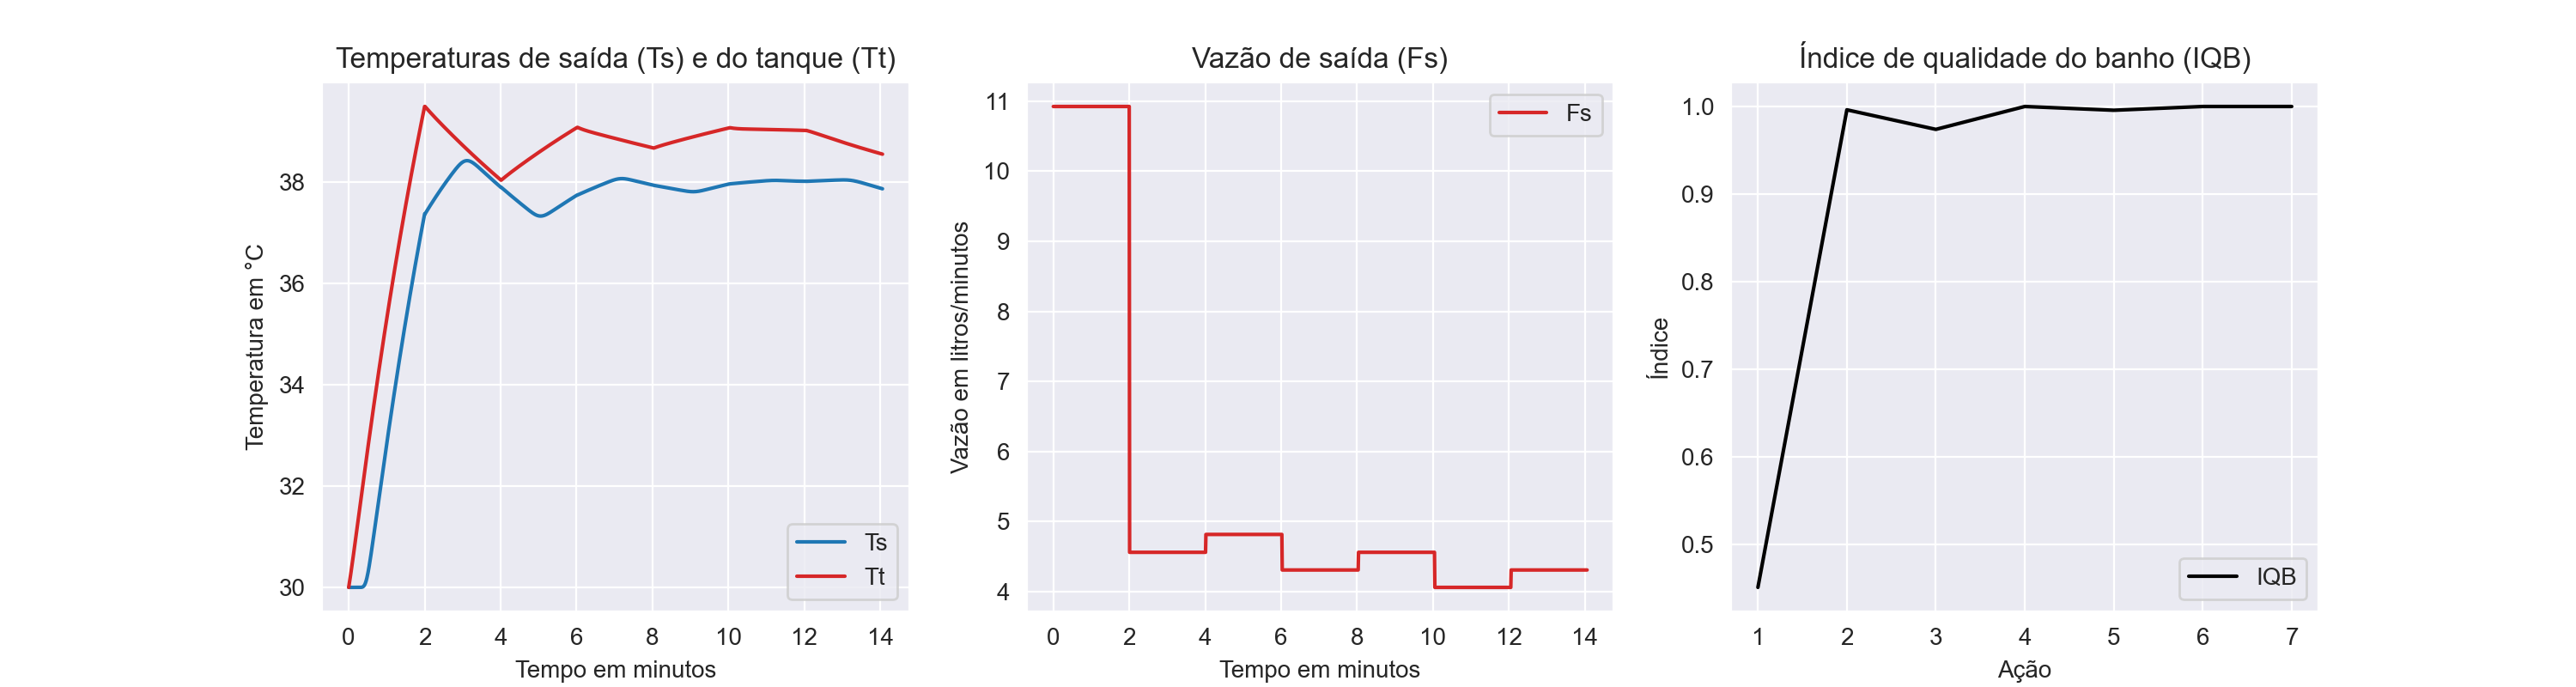 Temperaturas de saída (Ts) e do tanque (Tt)
Temperatura em °C
38
36
34
32
30
Ts
Tt
0 2 4 6 8 10 12 14
Tempo em minutos
Vazão de saída (Fs)
Vazão em litros/minutos
11
10
9
8
7
6
5
4
Fs
0 2 4 6 8 10 12 14
Tempo em minutos
Índice de qualidade do banho (IQB)
Índice
1.0
0.9
0.8
0.7
0.6
0.5
IQB
1 2 3 4 5 6 7
Ação